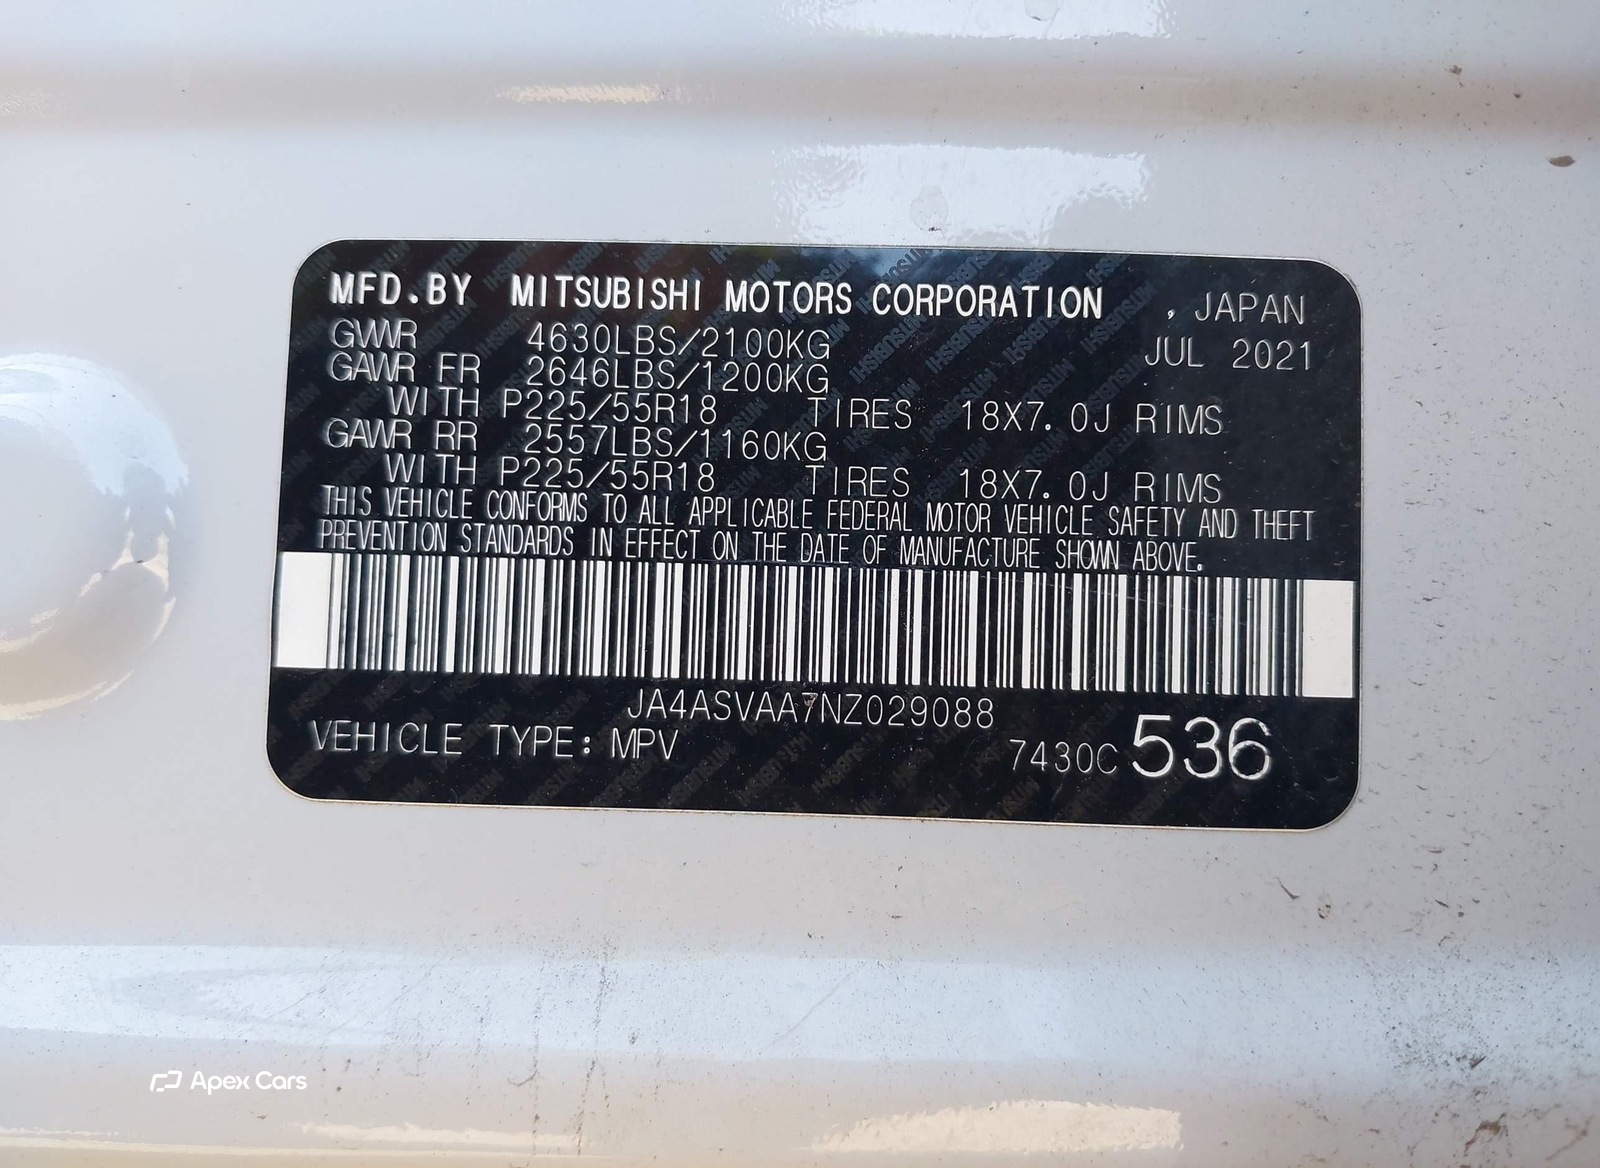 MFD.BY MITSUBISHI MOTORS CORPORATION , JAPAN
GVWR 4630LBS/2100KG JUL 2021
GAWR FR 2646LBS/1200KG
WITH P225/55R18 TIRES 18X7.0J RIMS
GAWR RR 2557LBS/1160KG
WITH P225/55R18 TIRES 18X7.0J RIMS
THIS VEHICLE CONFORMS TO ALL APPLICABLE FEDERAL MOTOR VEHICLE SAFETY AND THEFT
PREVENTION STANDARDS IN EFFECT ON THE DATE OF MANUFACTURE SHOWN ABOVE.
JA4ASVAA7NZ029088
VEHICLE TYPE: MPV 7430C 536
Apex Cars